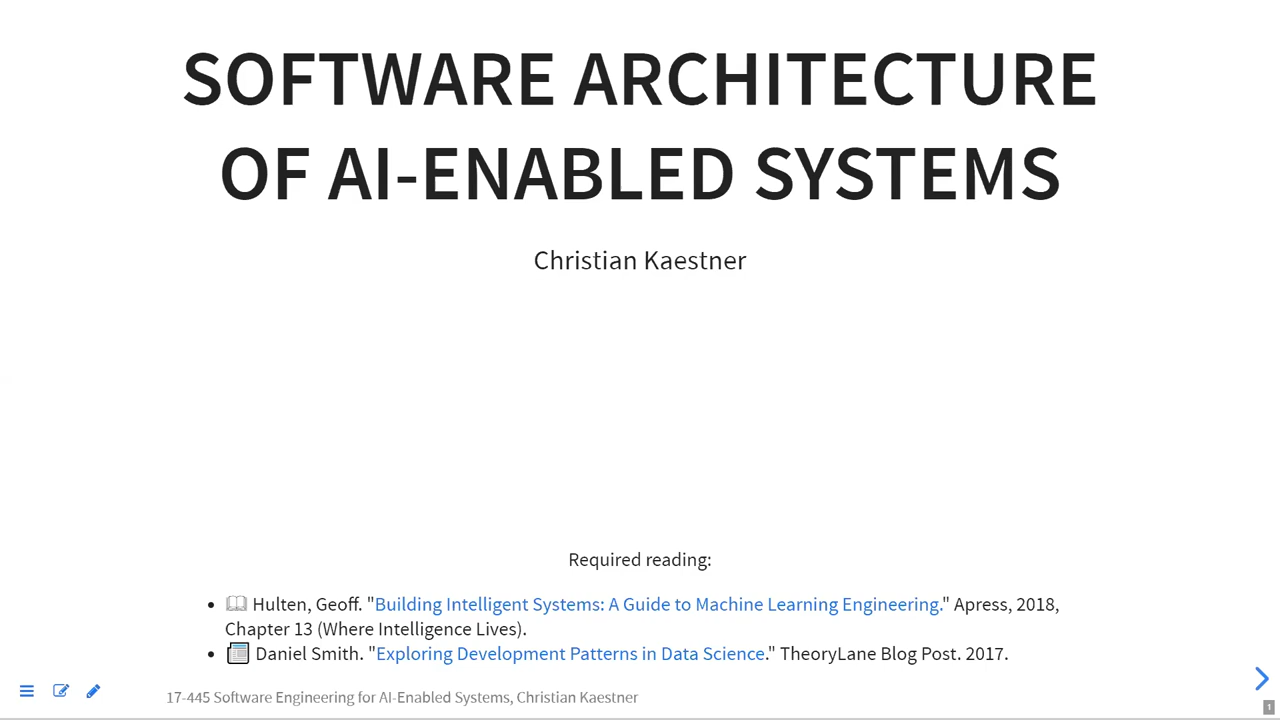 SOFTWARE ARCHITECTURE
OF AI-ENABLED SYSTEMS
Christian Kaestner
Required reading:
• Hulten, Geoff. "Building Intelligent Systems: A Guide to Machine Learning Engineering." Apress, 2018,
Chapter 13 (Where Intelligence Lives).
• Daniel Smith. "Exploring Development Patterns in Data Science." TheoryLane Blog Post. 2017.
17-445 Software Engineering for AI-Enabled Systems, Christian Kaestner
1